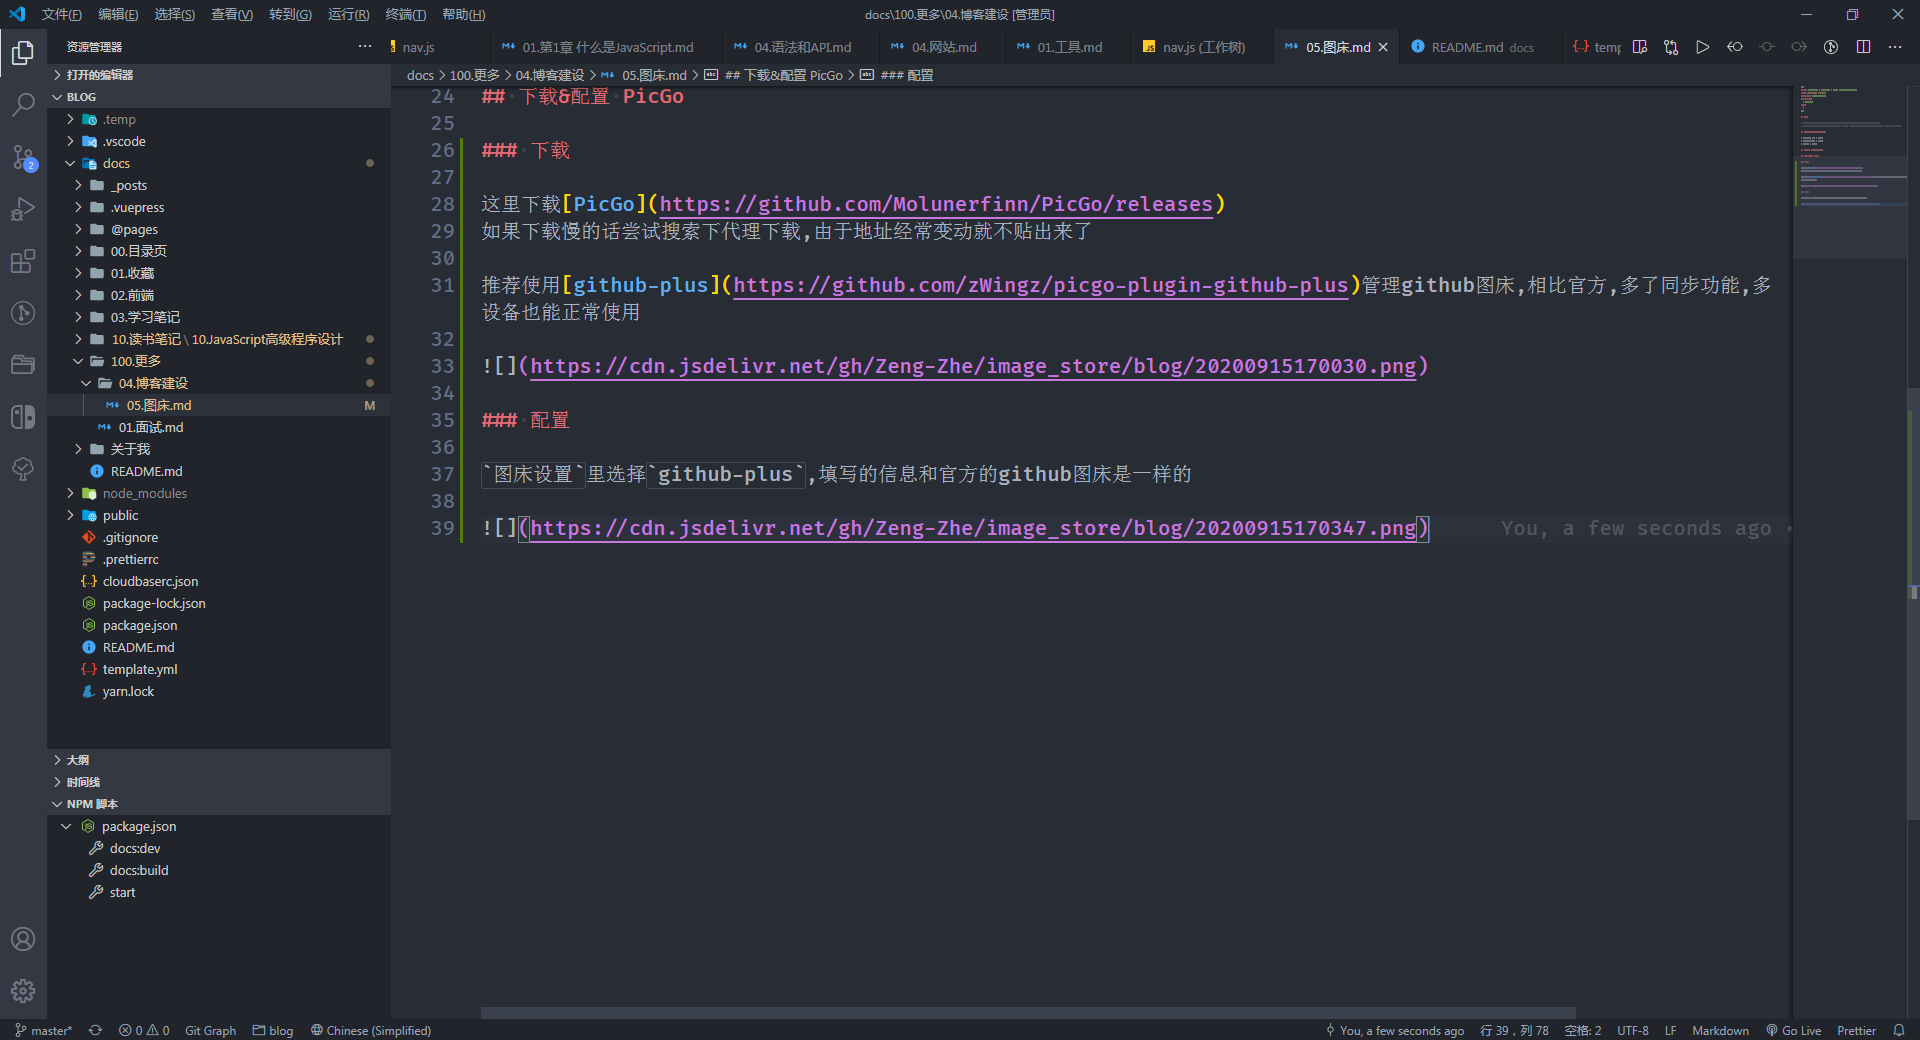 文件(F) 编辑(E) 选择(S) 查看(V) 转到(G) 运行(R) 终端(T) 帮助(H) docs\100.更多\04.博客建设 [管理员]
资源管理器
nav.js 01.第1章 什么是JavaScript.md 04.语法和API.md 04.网站.md 01.工具.md nav.js (工作树) 05.图床.md README.md docs temp
docs > 100.更多 > 04.博客建设 > 05.图床.md > ## 下载&配置 PicGo > ### 配置
打开的编辑器
BLOG
.temp
.vscode
docs
_posts
.vuepress
@pages
00.目录页
01.收藏
02.前端
03.学习笔记
10.读书笔记 \ 10.JavaScript高级程序设计
100.更多
04.博客建设
05.图床.md M
01.面试.md
关于我
README.md
node_modules
public
.gitignore
.prettierrc
cloudbaserc.json
package-lock.json
package.json
README.md
template.yml
yarn.lock
大纲
时间线
NPM 脚本
package.json
docs:dev
docs:build
start
2
24 ## 下载&配置 PicGo
25
26 ### 下载
27
28 这里下载[PicGo](https://github.com/Molunerfinn/PicGo/releases)
29 如果下载慢的话尝试搜索下代理下载,由于地址经常变动就不贴出来了
30
31 推荐使用[github-plus](https://github.com/zWingz/picgo-plugin-github-plus)管理github图床,相比官方,多了同步功能,多
设备也能正常使用
32
33 ![](https://cdn.jsdelivr.net/gh/Zeng-Zhe/image_store/blog/20200915170030.png)
34
35 ### 配置
36
37 `图床设置`里选择`github-plus`,填写的信息和官方的github图床是一样的
38
39 ![](https://cdn.jsdelivr.net/gh/Zeng-Zhe/image_store/blog/20200915170347.png) You, a few seconds ago •
master* 0 0 Git Graph blog Chinese (Simplified) You, a few seconds ago 行 39，列 78 空格: 2 UTF-8 LF Markdown Go Live Prettier